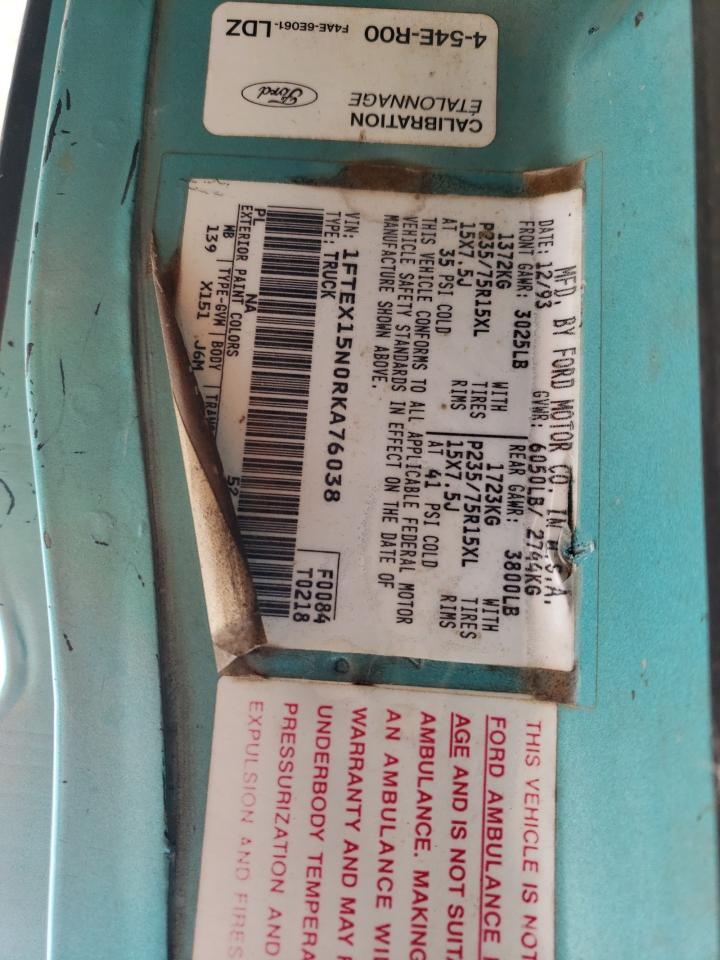 CALIBRATION
ETALONNAGE
Ford
4-54E-R00
F4AE-6E061-LDZ
MFD. BY FORD MOTOR CO. IN U.S.A.
DATE: 12/93 GVWR: 6050LB/ 2744KG
FRONT GAWR: 3025LB REAR GAWR: 3800LB
1372KG WITH 1723KG WITH
P235/75R15XL TIRES P235/75R15XL TIRES
15X7.5J RIMS 15X7.5J RIMS
AT 35 PSI COLD AT 41 PSI COLD
THIS VEHICLE CONFORMS TO ALL APPLICABLE FEDERAL MOTOR
VEHICLE SAFETY STANDARDS IN EFFECT ON THE DATE OF
MANUFACTURE SHOWN ABOVE.
VIN: 1FTEX15N0RKA76038 F0084
TYPE: TRUCK T0218
PL NA 52
EXTERIOR PAINT COLORS
WB TYPE-GVW BODY
139 X151 J6M
THIS VEHICLE IS NOT
FORD AMBULANCE
AGE AND IS NOT
AMBULANCE. MAKING
AN AMBULANCE
WARRANTY AND MAY
UNDERBODY
PRESSURIZATION AND
EXPULSION AND FIRES